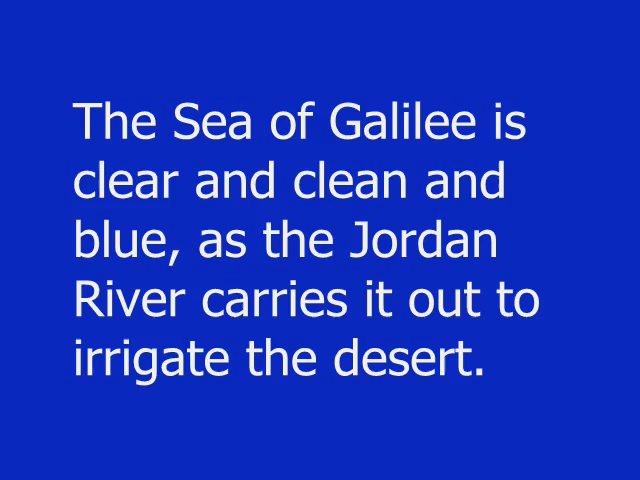 The Sea of Galilee is
clear and clean and
blue, as the Jordan
River carries it out to
irrigate the desert.